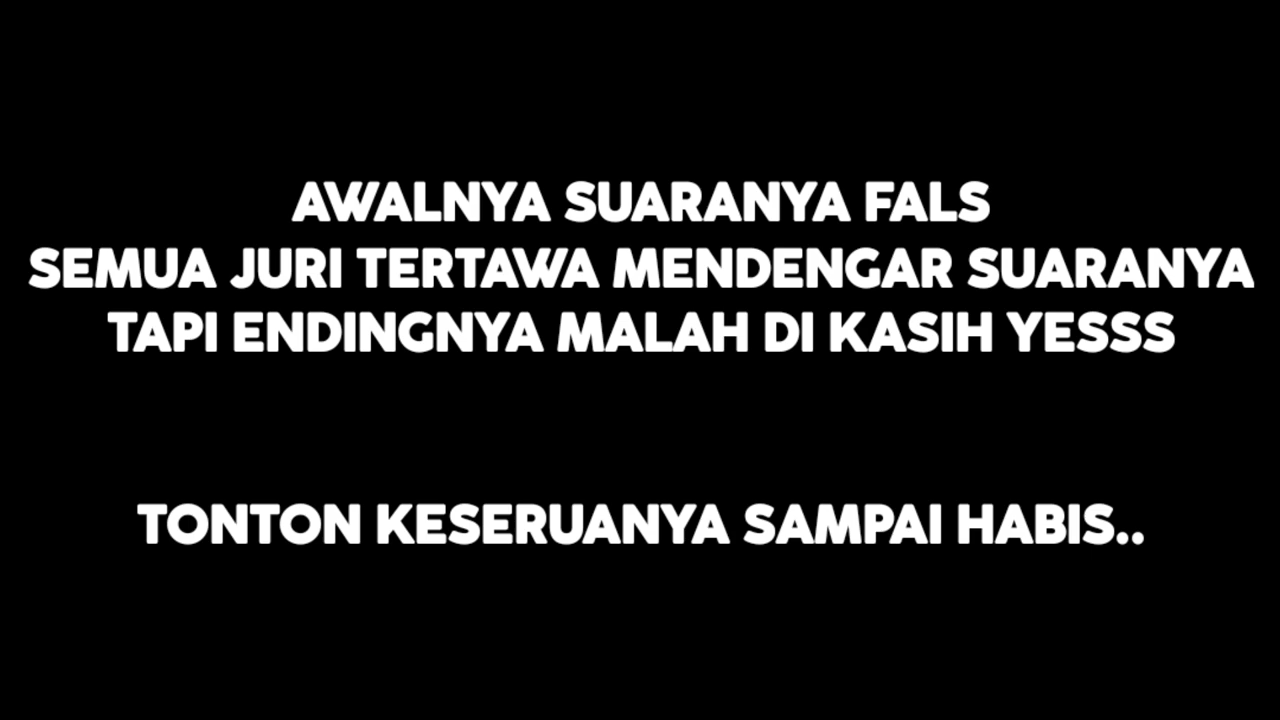 AWALNYA SUARANYA FALS
SEMUA JURI TERTAWA MENDENGAR SUARANYA
TAPI ENDINGNYA MALAH DI KASIH YESSS
TONTON KESERUANYA SAMPAI HABIS..